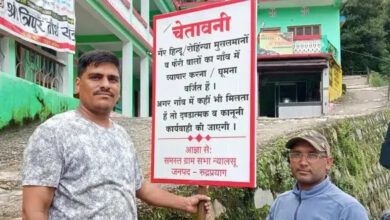 श्री त्रिपुर
चेतावनी
गैर हिन्दू/रोहिंग्या मुसलमानों
व फेरी वालों का गाँव में
व्यापार करना / घूमना
वर्जित है।
अगर गाँव में कहीं भी मिलता
है तो दण्डात्मक व कानूनी
कार्यवाही की जाएगी।
आज्ञा से:
समस्त ग्राम सभा न्यालसू
जनपद - रूद्रप्रयाग